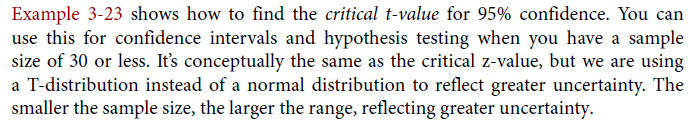 Example 3-23 shows how to find the critical t-value for 95% confidence. You can
use this for confidence intervals and hypothesis testing when you have a sample
size of 30 or less. It’s conceptually the same as the critical z-value, but we are using
a T-distribution instead of a normal distribution to reflect greater uncertainty. The
smaller the sample size, the larger the range, reflecting greater uncertainty.